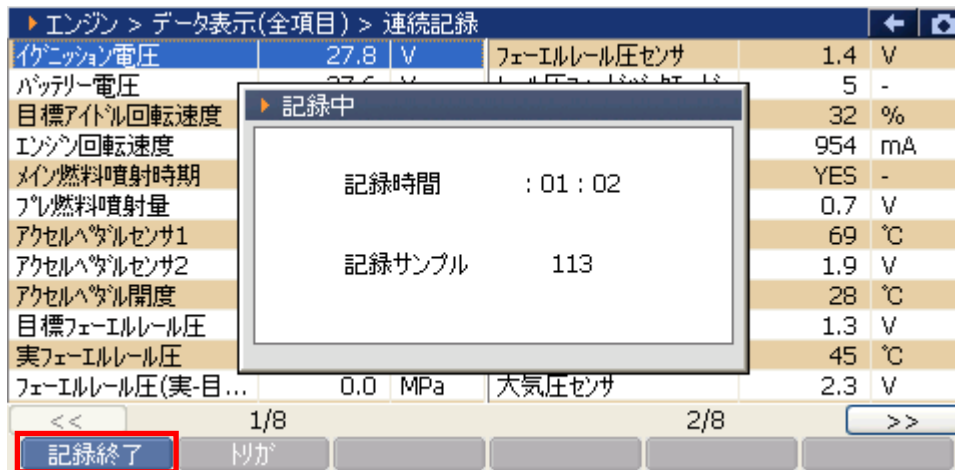 エンジン > データ表示(全項目) > 連続記録
イグニッション電圧 27.8 V フューエルレール圧センサ 1.4 V
バッテリー電圧 5 -
目標アイドル回転速度 32 %
エンジン回転速度 954 mA
メイン燃料噴射時期 YES -
プレ燃料噴射量 0.7 V
アクセルペダルセンサ1 69 ℃
アクセルペダルセンサ2 1.9 V
アクセルペダル開度 28 ℃
目標フューエルレール圧 1.3 V
実フューエルレール圧 45 ℃
フューエルレール圧(実-目... 0.0 MPa 大気圧センサ 2.3 V
記録中
記録時間 :01:02
記録サンプル 113
<< 1/8 2/8 >>
記録終了 トリガ